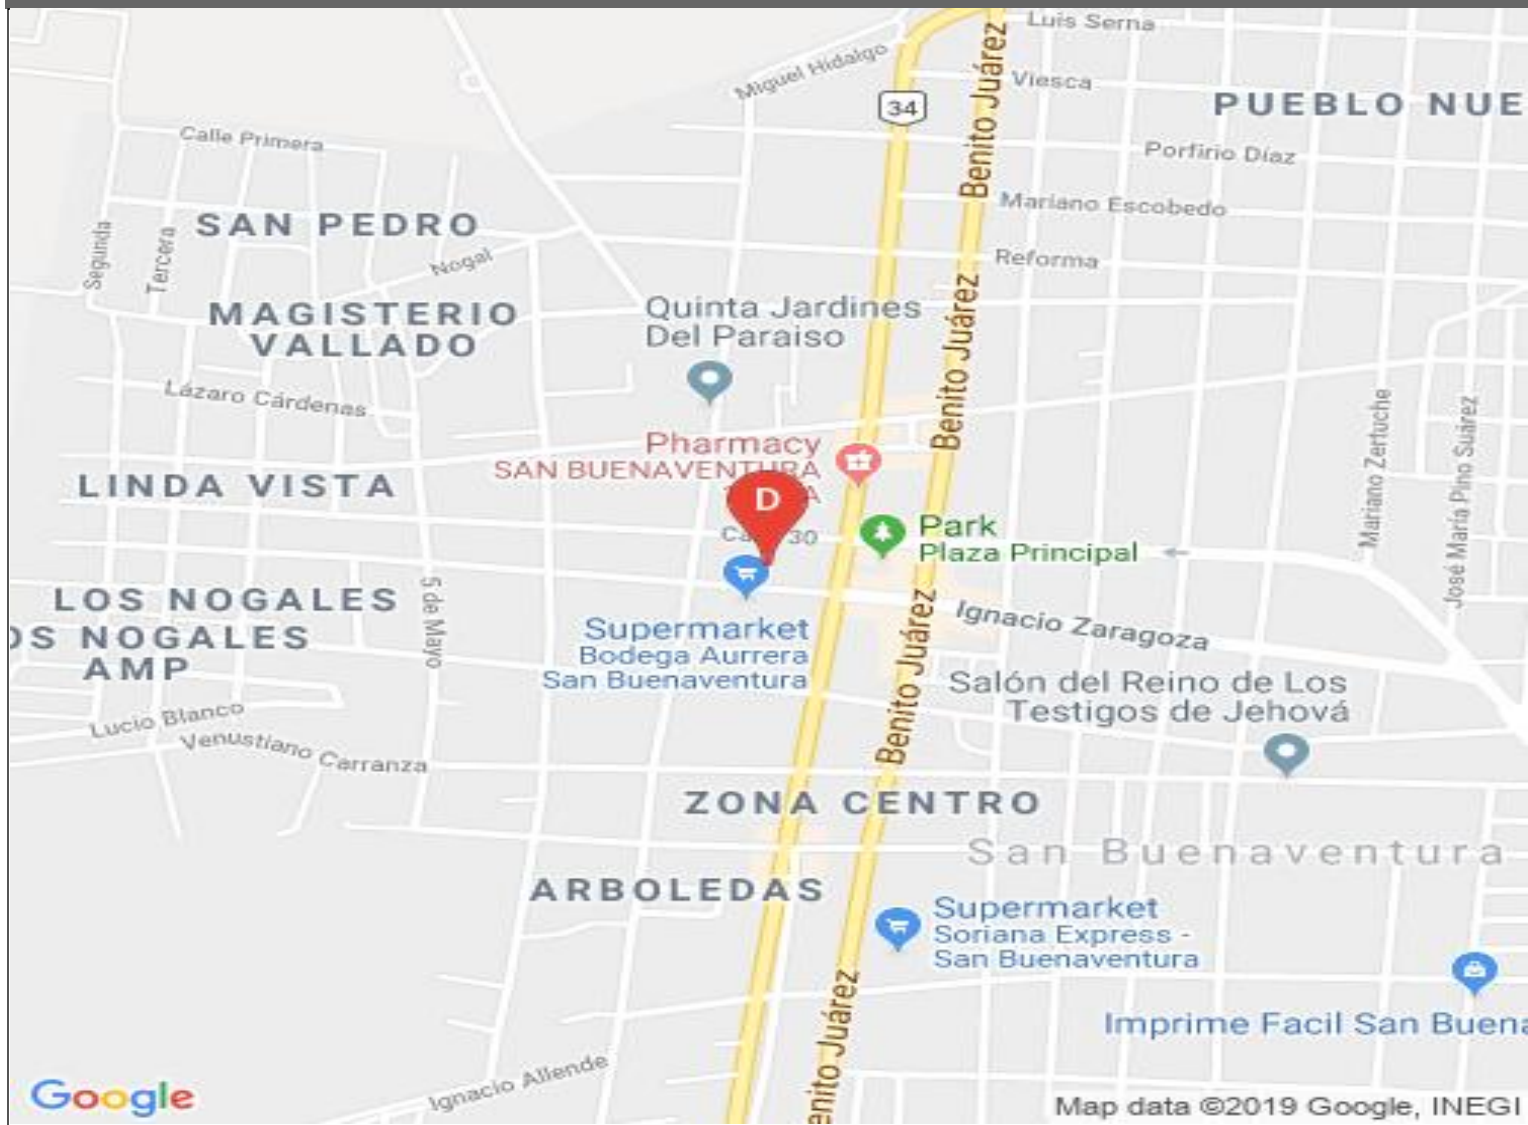 Luis Serna
Miguel Hidalgo
Benito Juárez
Viesca
34
PUEBLO NUE
Calle Primera
Porfirio Díaz
Mariano Escobedo
SAN PEDRO
Segunda
Tercera
Nogal
Reforma
MAGISTERIO
VALLADO
Quinta Jardines
Del Paraiso
Benito Juárez
Lázaro Cárdenas
Mariano Zertuche
José María Pino Suárez
Pharmacy
SAN BUENAVENTURA
LINDA VISTA
D
30
Park
Plaza Principal
LOS NOGALES
OS NOGALES
AMP
5 de Mayo
Ignacio Zaragoza
Supermarket
Bodega Aurrera
San Buenaventura
Benito Juárez
Salón del Reino de Los
Testigos de Jehová
Lucio Blanco
Venustiano Carranza
ZONA CENTRO
San Buenaventura
ARBOLEDAS
Supermarket
Soriana Express -
San Buenaventura
Imprime Facil San Buena
enito Juárez
Ignacio Allende
Google
Map data ©2019 Google, INEGI